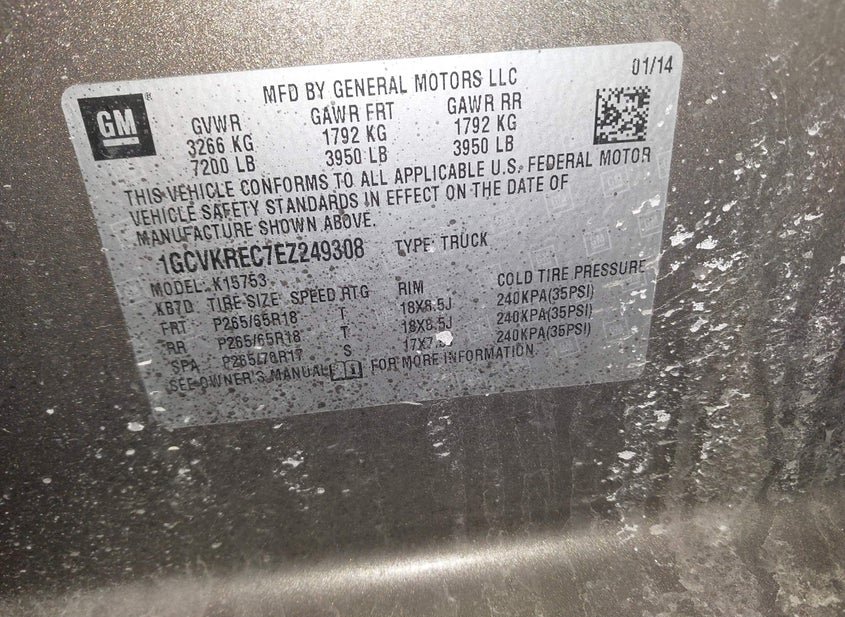 MFD BY GENERAL MOTORS LLC 01/14
GM
GVWR GAWR FRT GAWR RR
3266 KG 1792 KG 1792 KG
7200 LB 3950 LB 3950 LB
THIS VEHICLE CONFORMS TO ALL APPLICABLE U.S. FEDERAL MOTOR
VEHICLE SAFETY STANDARDS IN EFFECT ON THE DATE OF
MANUFACTURE SHOWN ABOVE.
1GCVKREC7EZ249308 TYPE: TRUCK
MODEL: K15753
KB7D TIRE SIZE SPEED RTG RIM COLD TIRE PRESSURE
FRT P265/65R18 T 18X8.5J 240KPA(35PSI)
RR P265/65R18 T 18X8.5J 240KPA(35PSI)
SPA P265/70R17 S 240KPA(35PSI)
SEE OWNER'S MANUAL FOR MORE INFORMATION.